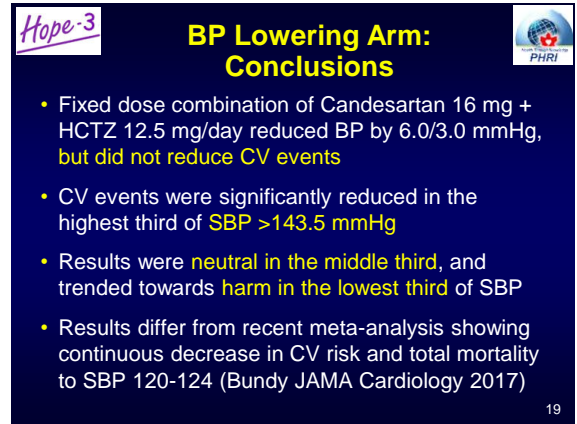 Hope-3
BP Lowering Arm:
Conclusions
PHRI
• Fixed dose combination of Candesartan 16 mg +
HCTZ 12.5 mg/day reduced BP by 6.0/3.0 mmHg,
but did not reduce CV events
• CV events were significantly reduced in the
highest third of SBP >143.5 mmHg
• Results were neutral in the middle third, and
trended towards harm in the lowest third of SBP
• Results differ from recent meta-analysis showing
continuous decrease in CV risk and total mortality
to SBP 120-124 (Bundy JAMA Cardiology 2017)
19